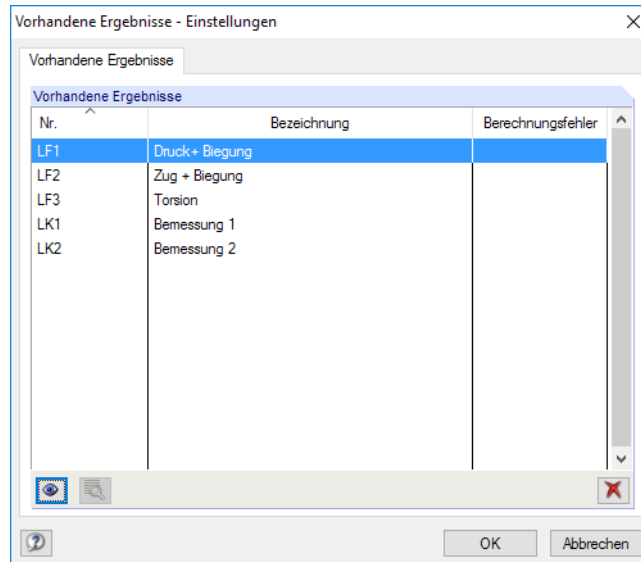 Vorhandene Ergebnisse - Einstellungen
Vorhandene Ergebnisse
Vorhandene Ergebnisse
Nr. Bezeichnung Berechnungsfehler
LF1 Druck+ Biegung
LF2 Zug + Biegung
LF3 Torsion
LK1 Bemessung 1
LK2 Bemessung 2
OK Abbrechen